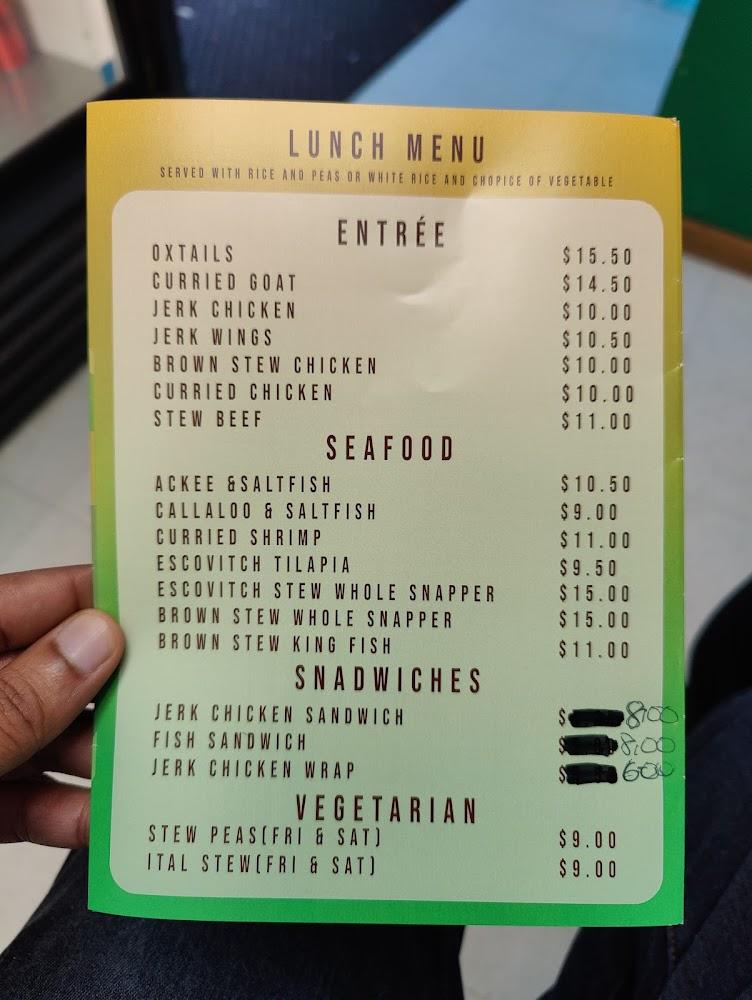 LUNCH MENU
SERVED WITH RICE AND PEAS OR WHITE RICE AND CHOPICE OF VEGETABLE
ENTRÉE
OXTAILS $15.50
CURRIED GOAT $14.50
JERK CHICKEN $10.00
JERK WINGS $10.50
BROWN STEW CHICKEN $10.00
CURRIED CHICKEN $10.00
STEW BEEF $11.00
SEAFOOD
ACKEE &SALTFISH $10.50
CALLALOO & SALTFISH $9.00
CURRIED SHRIMP $11.00
ESCOVITCH TILAPIA $9.50
ESCOVITCH STEW WHOLE SNAPPER $15.00
BROWN STEW WHOLE SNAPPER $15.00
BROWN STEW KING FISH $11.00
SNADWICHES
JERK CHICKEN SANDWICH $ 8.00
FISH SANDWICH $ 8.00
JERK CHICKEN WRAP $ 600
VEGETARIAN
STEW PEAS(FRI & SAT) $9.00
ITAL STEW(FRI & SAT) $9.00